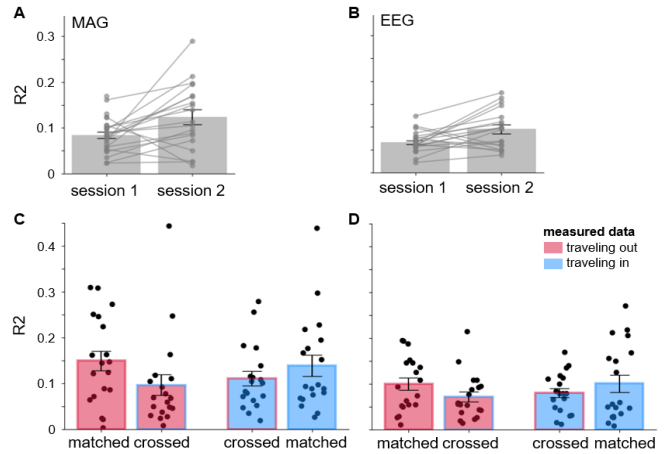 A MAG
B EEG
0.3
0.2
0.1
0
R2
session 1 session 2
session 1 session 2
C
D
0.4
0.3
0.2
0.1
0
R2
measured data
traveling out
traveling in
matched crossed crossed matched
matched crossed crossed matched